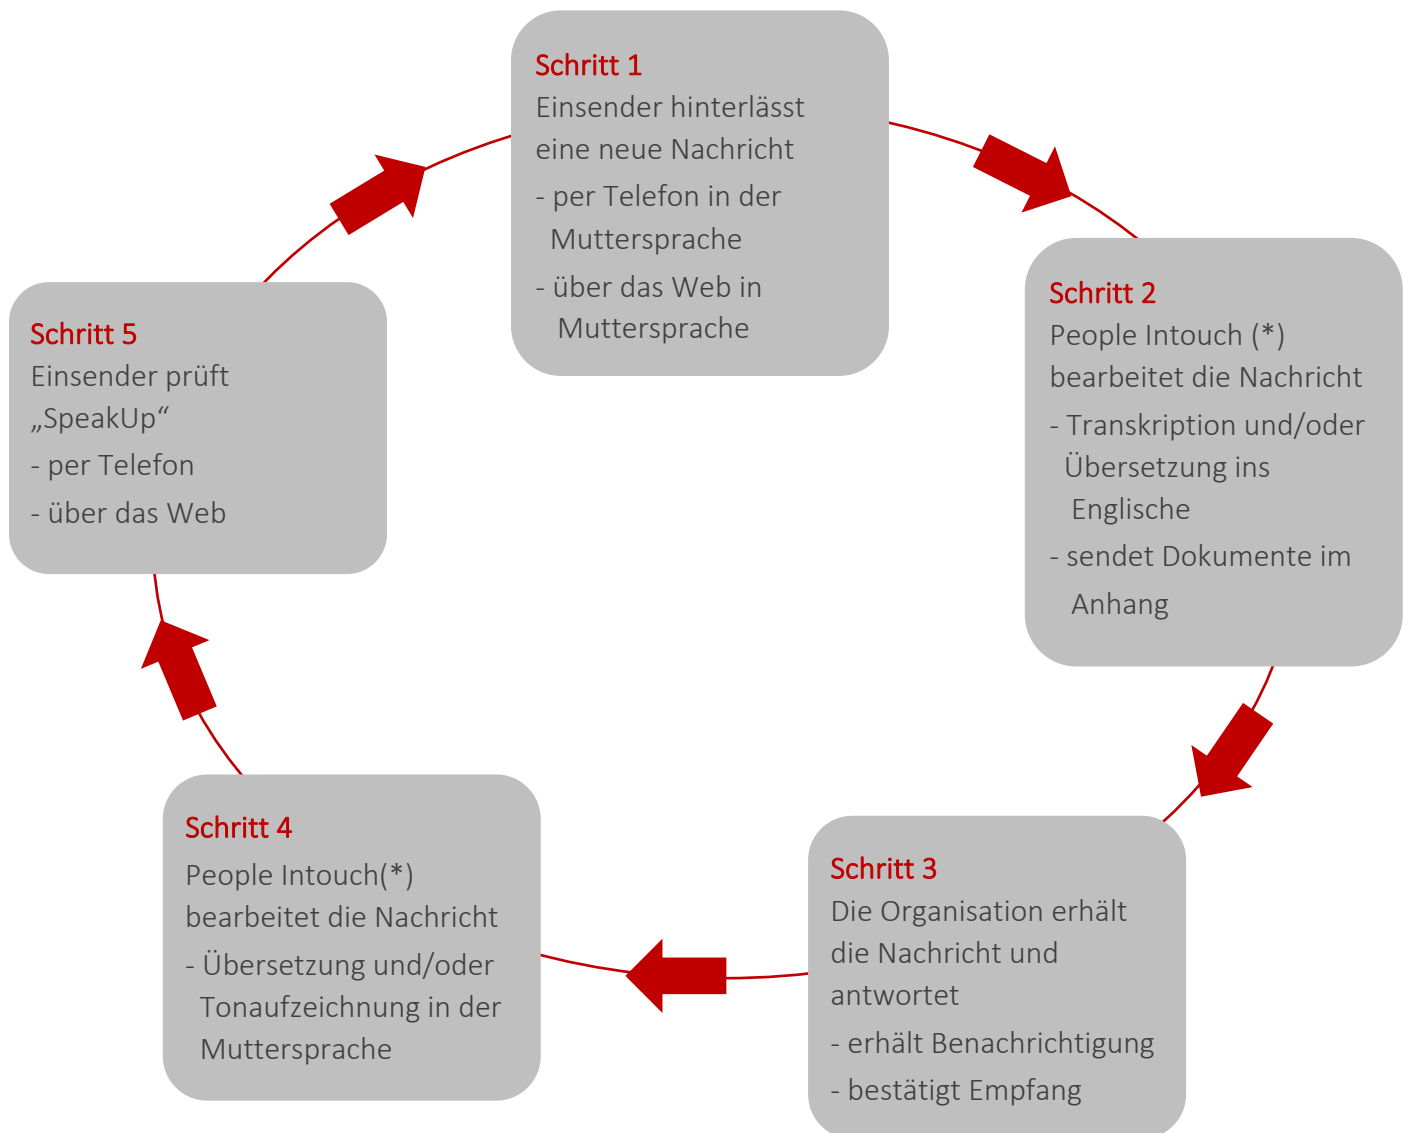 Schritt 1
Einsender hinterlässt
eine neue Nachricht
- per Telefon in der
Muttersprache
- über das Web in
Muttersprache
Schritt 2
People Intouch (*)
bearbeitet die Nachricht
- Transkription und/oder
Übersetzung ins
Englische
- sendet Dokumente im
Anhang
Schritt 3
Die Organisation erhält
die Nachricht und
antwortet
- erhält Benachrichtigung
- bestätigt Empfang
Schritt 4
People Intouch(*)
bearbeitet die Nachricht
- Übersetzung und/oder
Tonaufzeichnung in der
Muttersprache
Schritt 5
Einsender prüft
„SpeakUp“
- per Telefon
- über das Web